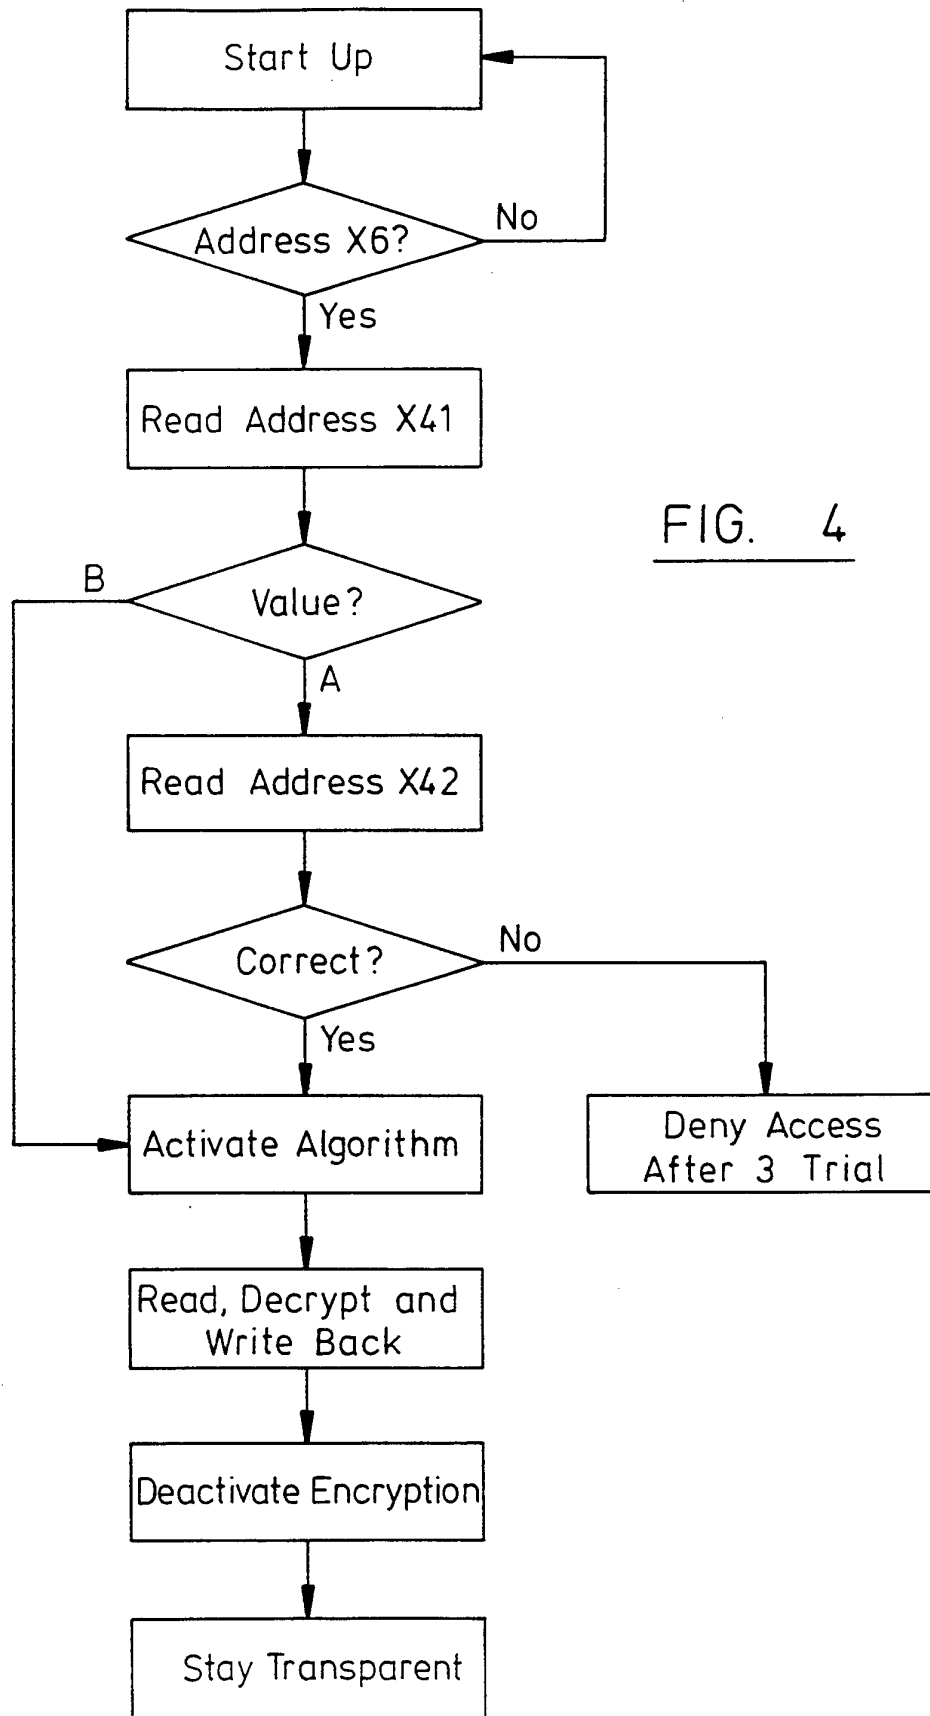 Start Up
No
Address X6?
Yes
Read Address X41
FIG. 4
B
Value?
A
Read Address X42
No
Correct?
Yes
Activate Algorithm
Deny Access
After 3 Trial
Read, Decrypt and
Write Back
Deactivate Encryption
Stay Transparent